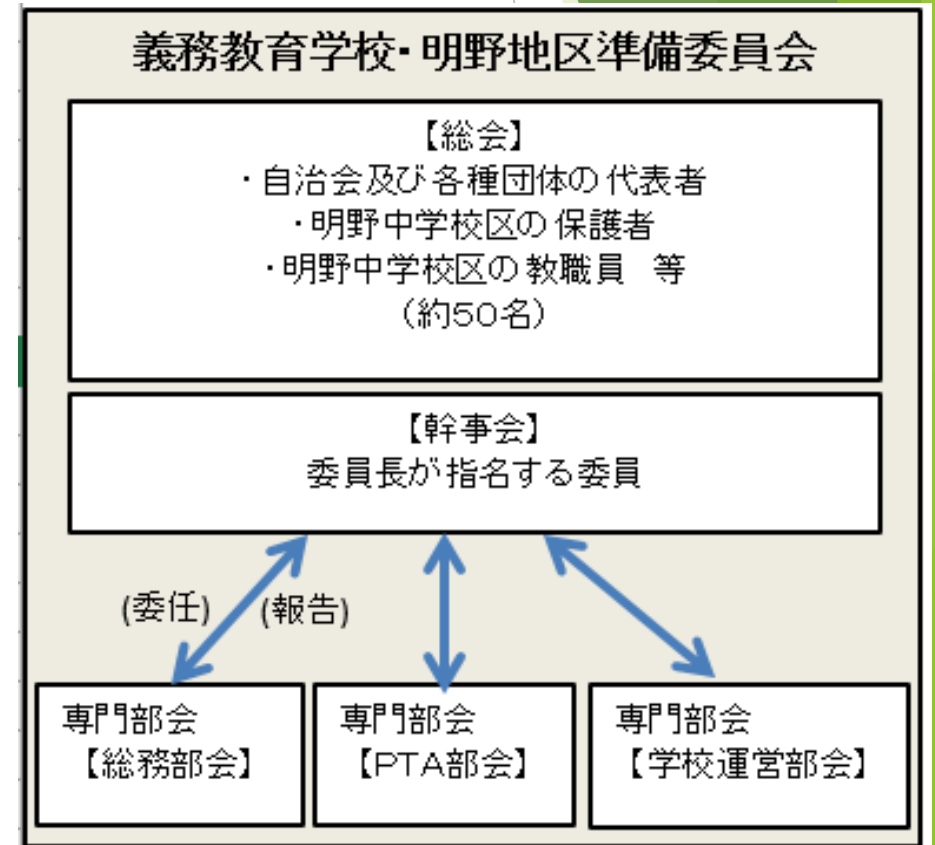 義務教育学校・明野地区準備委員会
【総会】
・自治会及び各種団体の代表者
・明野中学校区の保護者
・明野中学校区の教職員　等
（約50名）
【幹事会】
委員長が指名する委員
(委任)　(報告)
専門部会
【総務部会】
専門部会
【PTA部会】
専門部会
【学校運営部会】